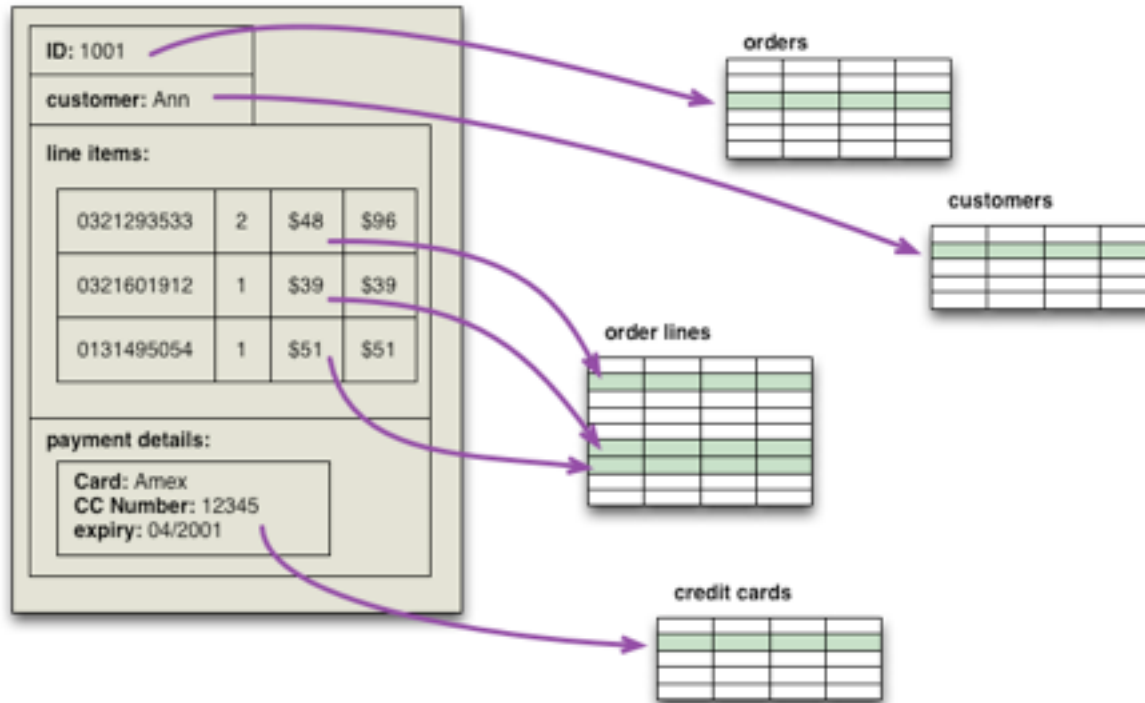 ID: 1001
customer: Ann
line items:
0321293533 2 $48 $96
0321601912 1 $39 $39
0131495054 1 $51 $51
payment details:
Card: Amex
CC Number: 12345
expiry: 04/2001
orders
customers
order lines
credit cards